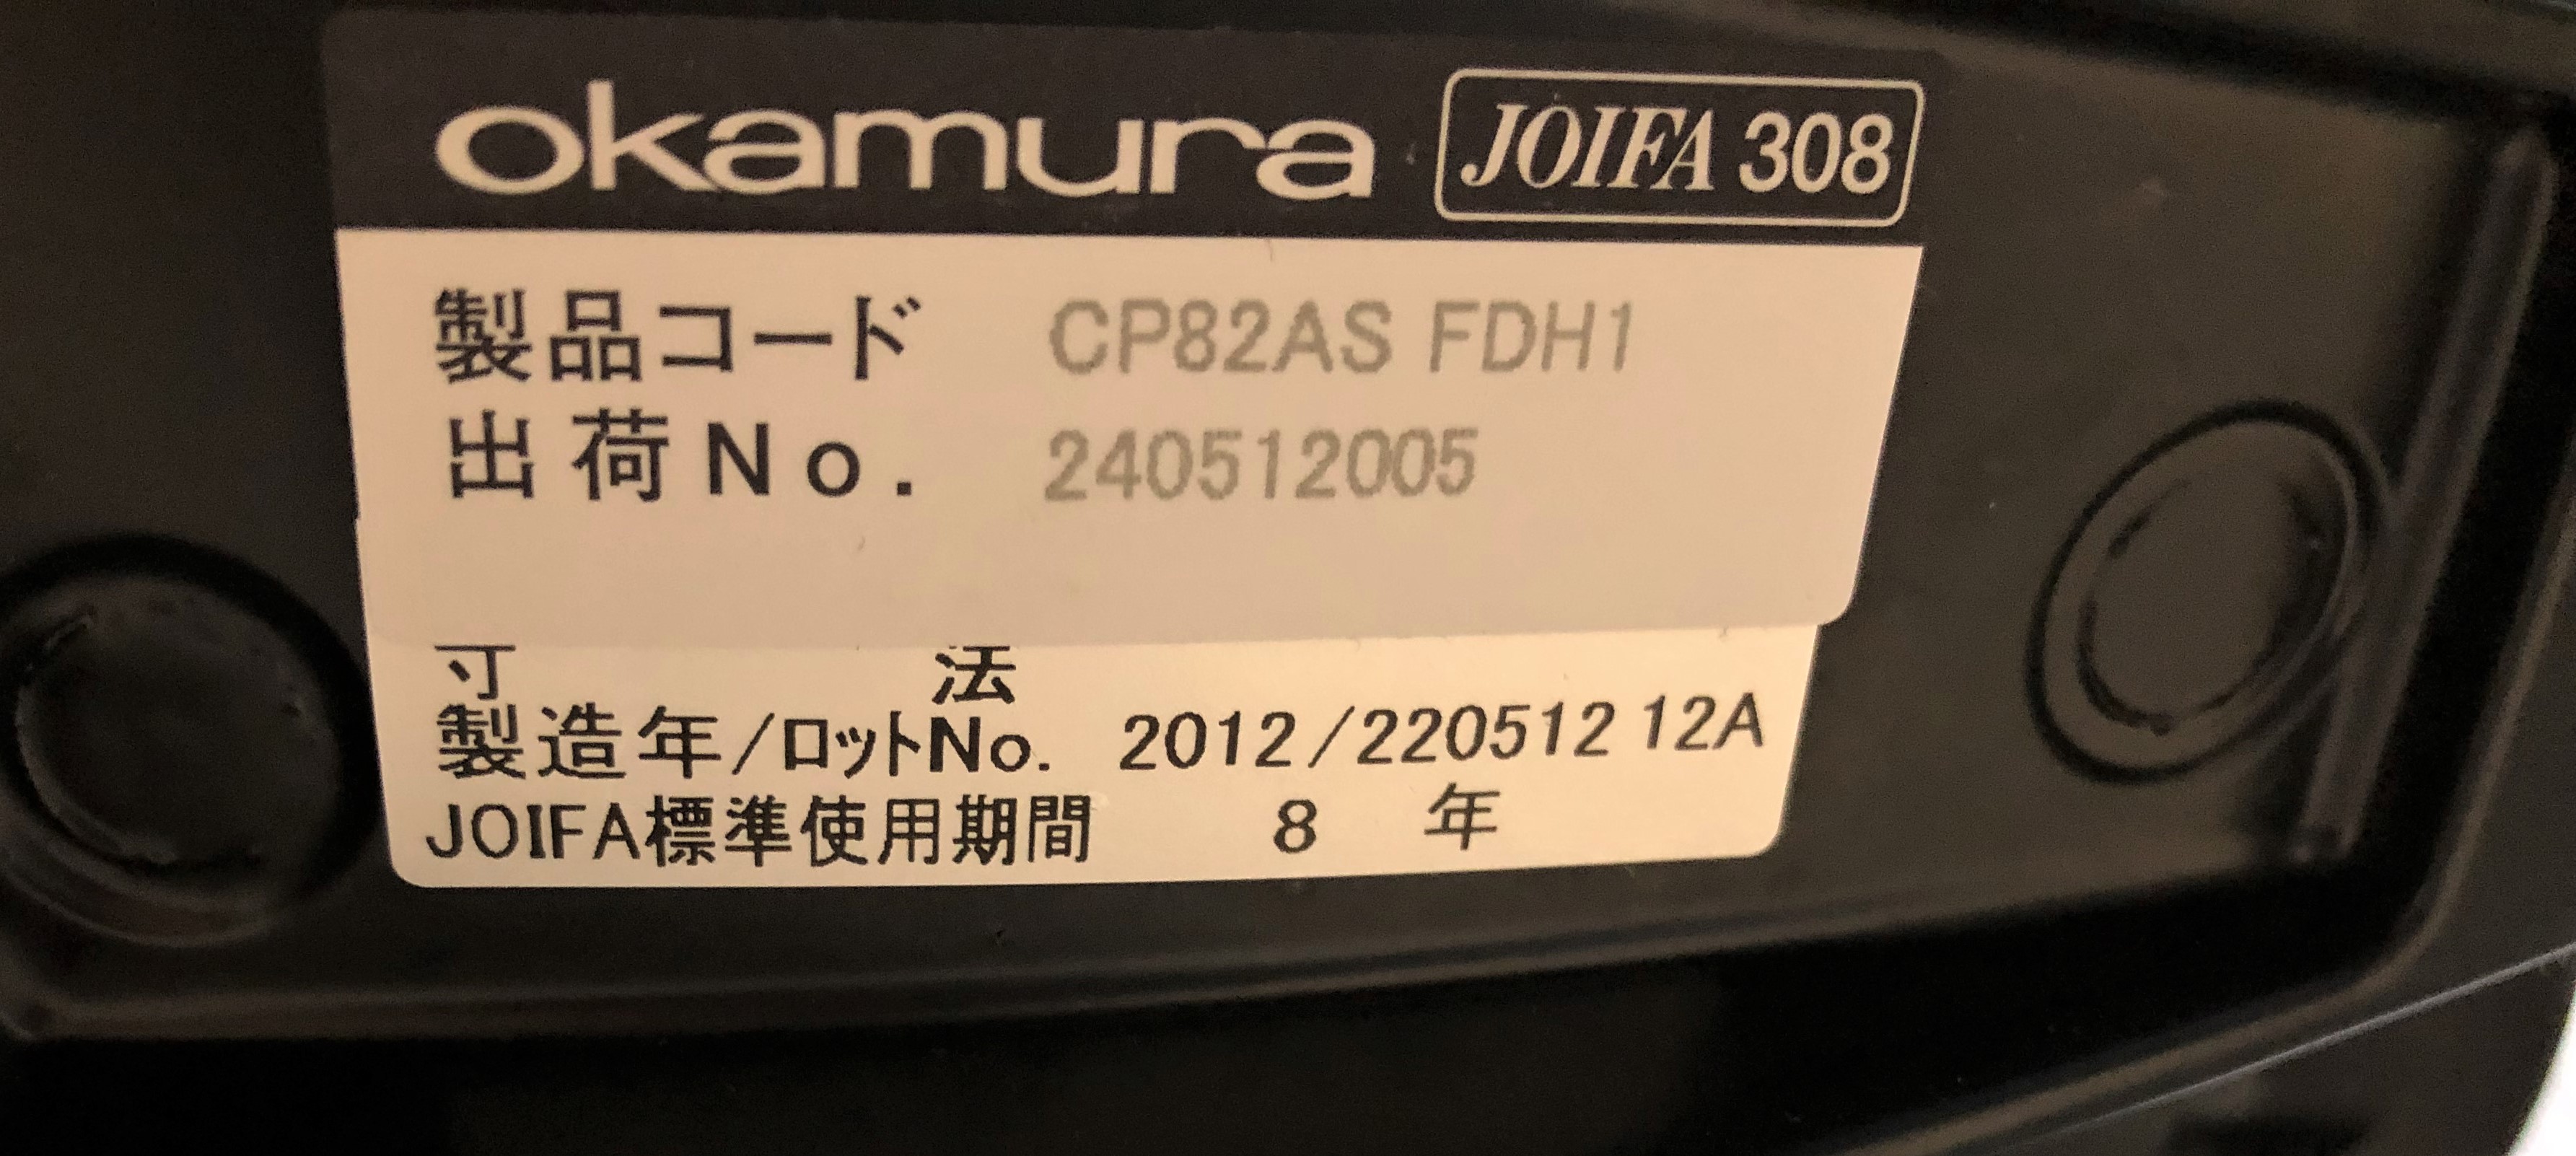 okamura JOIFA 308
製品コード CP82AS FDH1
出荷No. 240512005
寸法
製造年/ロットNo. 2012/220512 12A
JOIFA標準使用期間 8 年